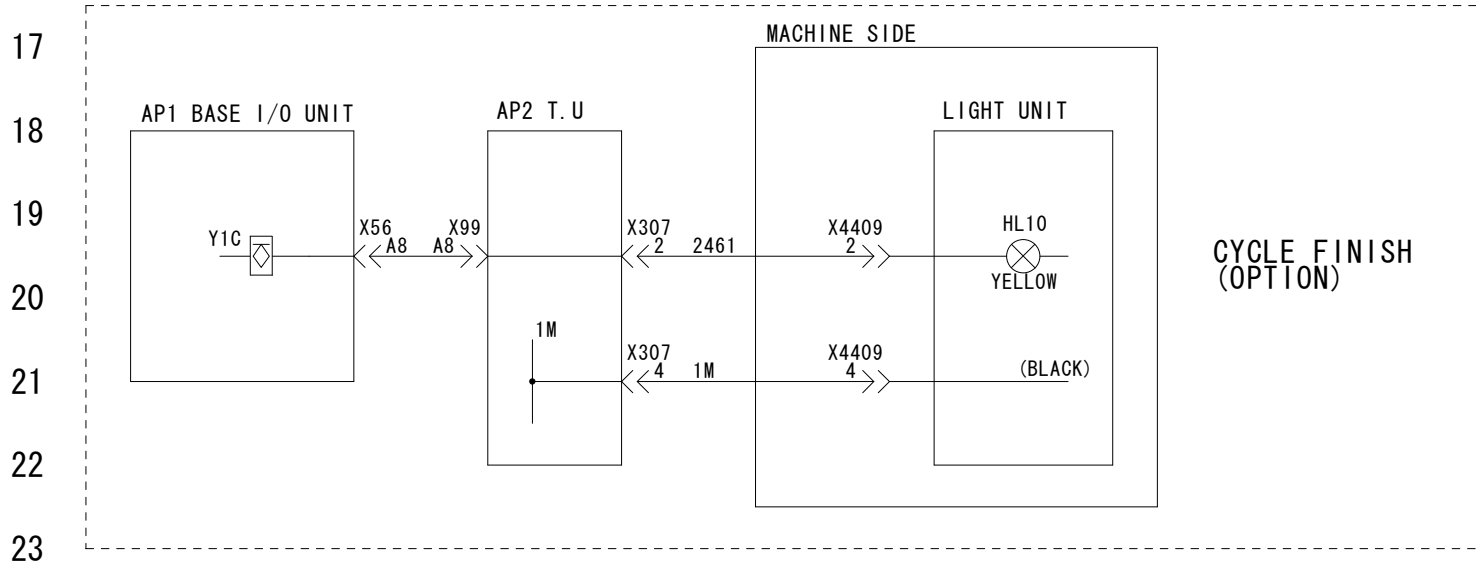 17
MACHINE SIDE
18
AP1 BASE I/O UNIT
AP2 T.U
LIGHT UNIT
19
Y1C
X56
A8
X99
A8
X307
2
2461
X4409
2
HL10
YELLOW
CYCLE FINISH
(OPTION)
20
1M
X307
4
1M
X4409
4
(BLACK)
21
22
23